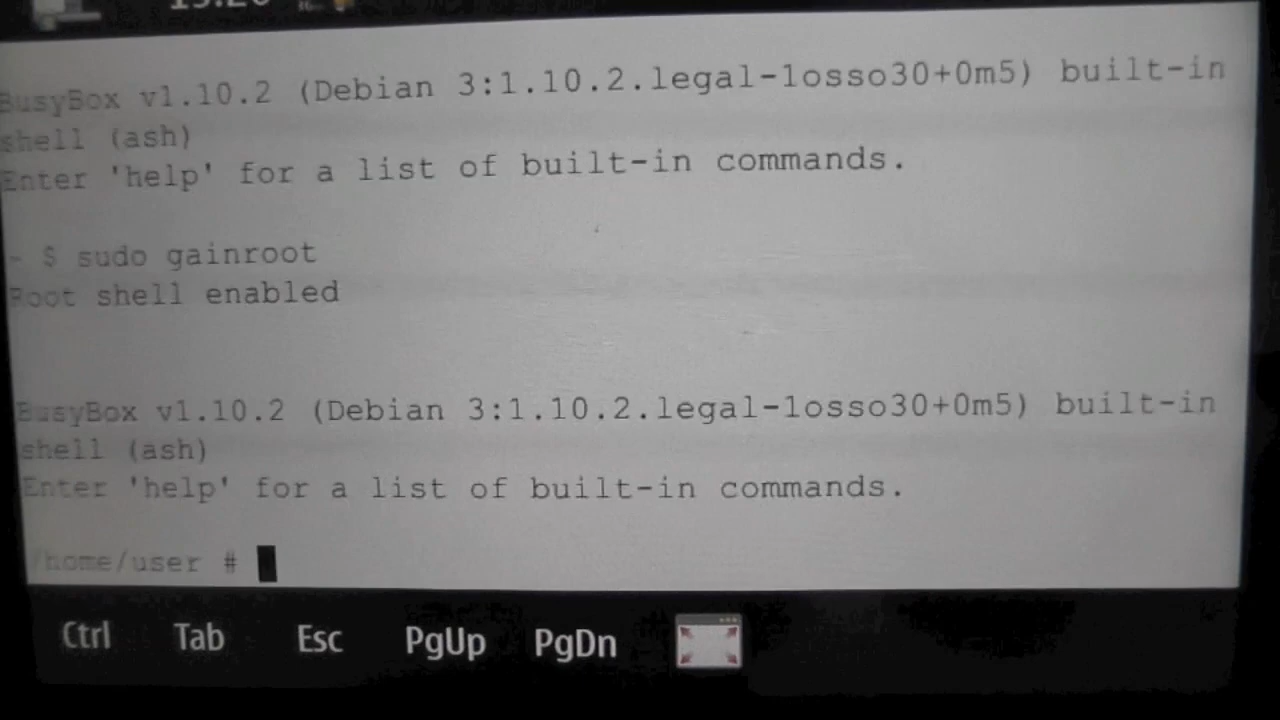 BusyBox v1.10.2 (Debian 3:1.10.2.legal-1osso30+0m5) built-in
shell (ash)
Enter 'help' for a list of built-in commands.
~ $ sudo gainroot
Root shell enabled
BusyBox v1.10.2 (Debian 3:1.10.2.legal-1osso30+0m5) built-in
shell (ash)
Enter 'help' for a list of built-in commands.
/home/user #
Ctrl Tab Esc PgUp PgDn